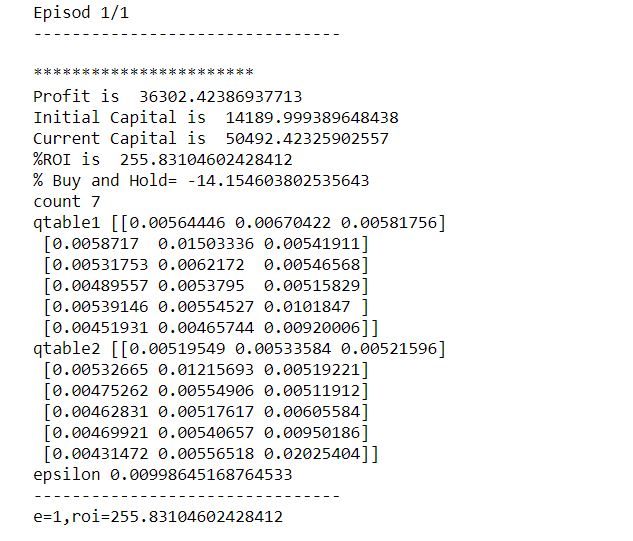 Episod 1/1
--------------------------------
***********************
Profit is  36302.42386937713
Initial Capital is  14189.999389648438
Current Capital is  50492.42325902557
%ROI is  255.83104602428412
% Buy and Hold= -14.154603802535643
count 7
qtable1 [[0.00564446 0.00670422 0.00581756]
 [0.0058717  0.01503336 0.00541911]
 [0.00531753 0.0062172  0.00546568]
 [0.00489557 0.0053795  0.00515829]
 [0.00539146 0.00554527 0.0101847 ]
 [0.00451931 0.00465744 0.00920006]]
qtable2 [[0.00519549 0.00533584 0.00521596]
 [0.00532665 0.01215693 0.00519221]
 [0.00475262 0.00554906 0.00511912]
 [0.00462831 0.00517617 0.00605584]
 [0.00469921 0.00540657 0.00950186]
 [0.00431472 0.00556518 0.02025404]]
epsilon 0.00998645168764533
--------------------------------
e=1,roi=255.83104602428412